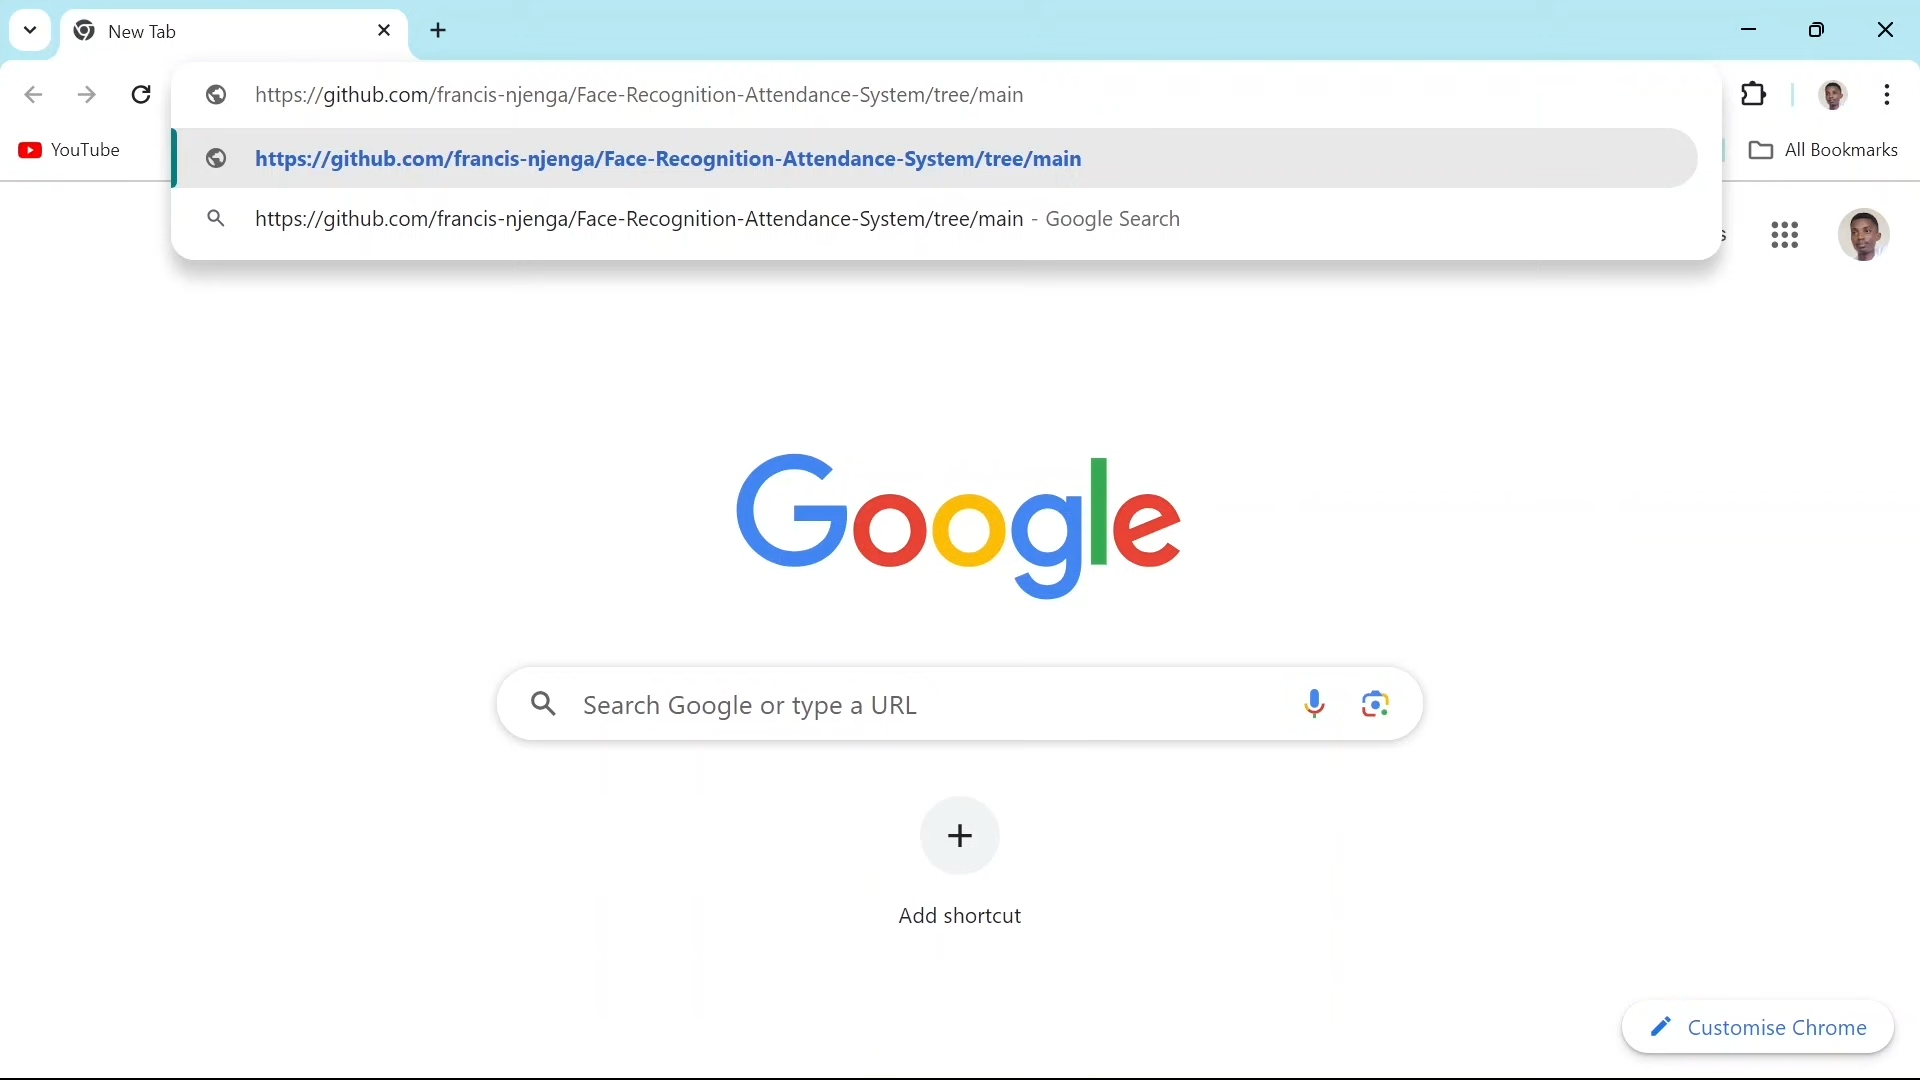 New Tab
https://github.com/francis-njenga/Face-Recognition-Attendance-System/tree/main
YouTube
https://github.com/francis-njenga/Face-Recognition-Attendance-System/tree/main
All Bookmarks
https://github.com/francis-njenga/Face-Recognition-Attendance-System/tree/main - Google Search
s
Google
Search Google or type a URL
Add shortcut
Customise Chrome